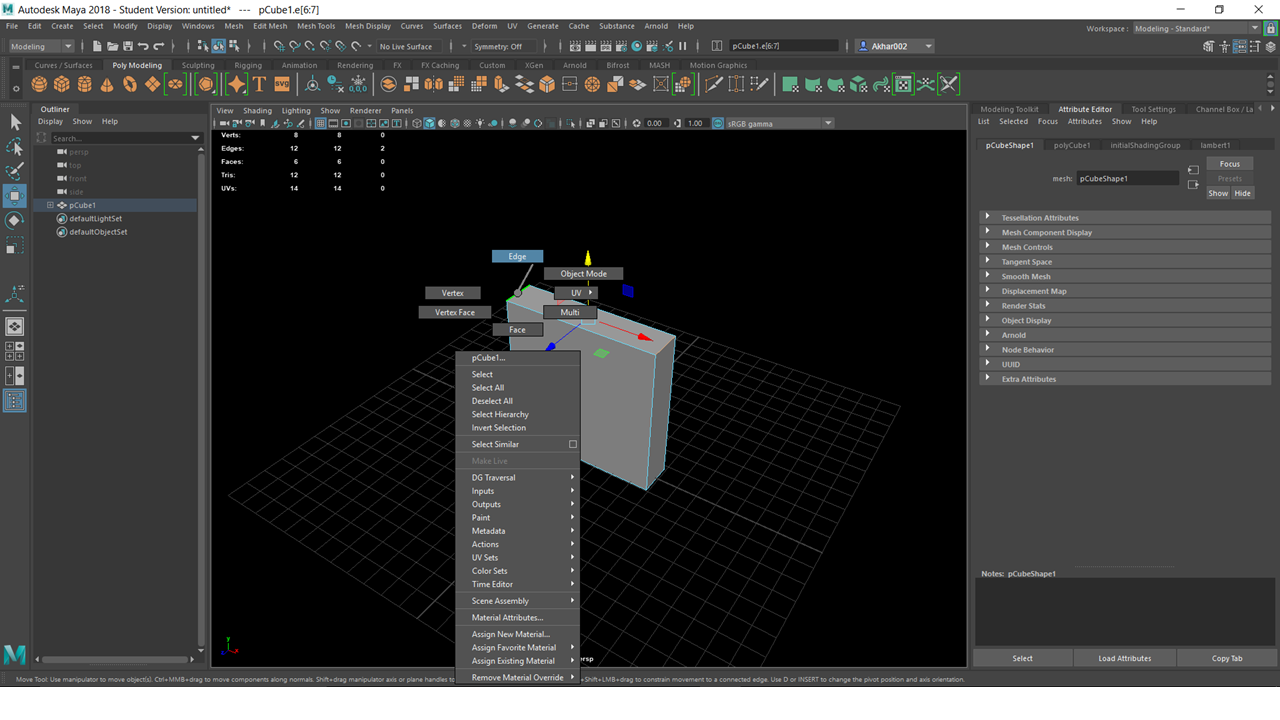 Autodesk Maya 2018 - Student Version: untitled* --- pCube1.e[6:7]
File Edit Create Select Modify Display Windows Mesh Edit Mesh Mesh Tools Mesh Display Curves Surfaces Deform UV Generate Cache Substance Arnold Help
Workspace : Modeling - Standard*
Modeling No Live Surface Symmetry: Off pCube1.e[6:7] Akhar002
Curves / Surfaces Poly Modeling Sculpting Rigging Animation Rendering FX FX Caching Custom XGen Arnold Bifrost MASH Motion Graphics
SVG
0,0,0
Outliner
Display Show Help
Search...
persp
top
front
side
pCube1
defaultLightSet
defaultObjectSet
View Shading Lighting Show Renderer Panels
0.00 1.00 sRGB gamma
Verts: 8 8 0
Edges: 12 12 2
Faces: 6 6 0
Tris: 12 12 0
UVs: 14 14 0
Edge
Object Mode
Vertex UV
Vertex Face Multi
Face
pCube1...
Select
Select All
Deselect All
Select Hierarchy
Invert Selection
Select Similar
Make Live
DG Traversal
Inputs
Outputs
Paint
Metadata
Actions
UV Sets
Color Sets
Time Editor
Scene Assembly
Material Attributes...
Assign New Material...
Assign Favorite Material
Assign Existing Material
Remove Material Override
ersp
y
x
Modeling Toolkit Attribute Editor Tool Settings Channel Box / La
List Selected Focus Attributes Show Help
pCubeShape1 polyCube1 initialShadingGroup lambert1
mesh: pCubeShape1
Focus
Presets
Show Hide
Tessellation Attributes
Mesh Component Display
Mesh Controls
Tangent Space
Smooth Mesh
Displacement Map
Render Stats
Object Display
Arnold
Node Behavior
UUID
Extra Attributes
Notes: pCubeShape1
Select Load Attributes Copy Tab
Move Tool: Use manipulator to move object(s). Ctrl+MMB+drag to move components along normals. Shift+drag manipulator axis or plane handles to
+Shift+LMB+drag to constrain movement to a connected edge. Use D or INSERT to change the pivot position and axis orientation.